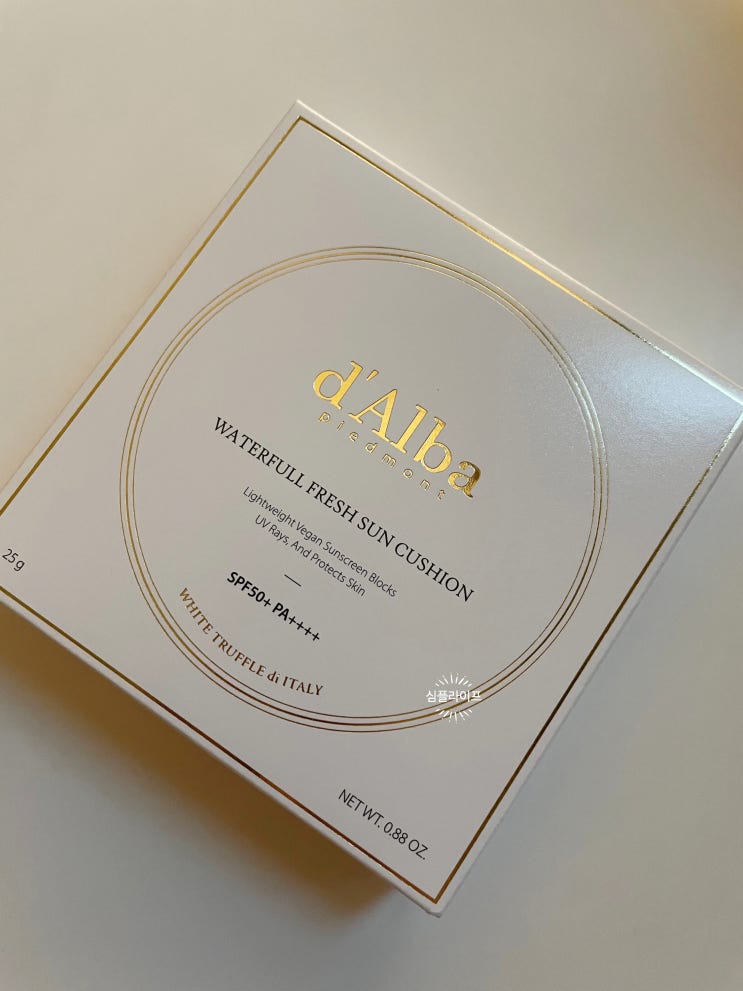 d'Alba
piedmont
WATERFULL FRESH SUN CUSHION
Lightweight Vegan Sunscreen Blocks
UV Rays, And Protects Skin
SPF50+ PA++++
WHITE TRUFFLE di ITALY
25g
NET WT. 0.88 OZ.
심플라이프